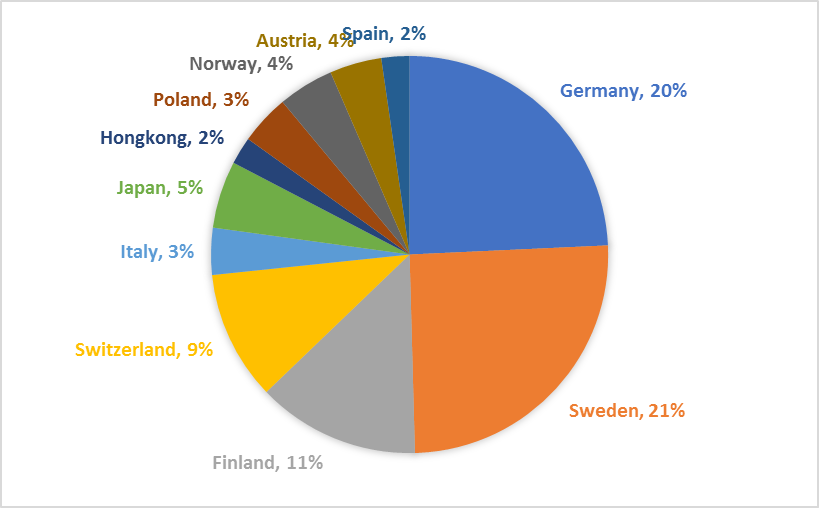 Spain, 2%
Austria, 4%
Norway, 4%
Germany, 20%
Poland, 3%
Hongkong, 2%
Japan, 5%
Italy, 3%
Switzerland, 9%
Sweden, 21%
Finland, 11%